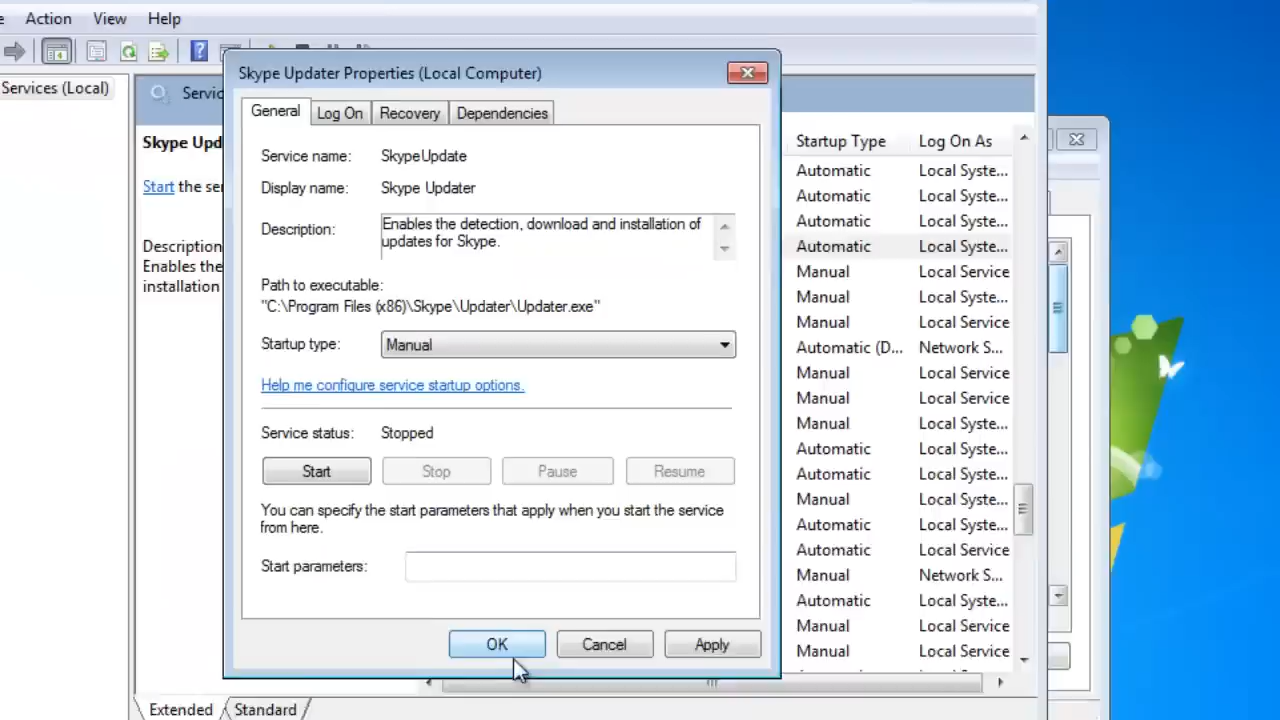 Action View Help
Services (Local)
Servic
Skype Updater Properties (Local Computer)
General Log On Recovery Dependencies
Skype Upd
Start the ser
Description
Enables the
installation
Service name: SkypeUpdate
Display name: Skype Updater
Description: Enables the detection, download and installation of
updates for Skype.
Path to executable:
"C:\Program Files (x86)\Skype\Updater\Updater.exe"
Startup type: Manual
Help me configure service startup options.
Service status: Stopped
Start Stop Pause Resume
You can specify the start parameters that apply when you start the service
from here.
Start parameters:
OK Cancel Apply
Startup Type Log On As
Automatic Local Syste...
Automatic Local Syste...
Automatic Local Syste...
Automatic Local Syste...
Manual Local Service
Manual Local Syste...
Manual Local Service
Automatic (D... Network S...
Manual Local Service
Manual Local Service
Manual Local Syste...
Automatic Local Syste...
Automatic Local Syste...
Manual Local Syste...
Automatic Local Syste...
Automatic Local Service
Manual Network S...
Automatic Local Syste...
Manual Local Service
Manual Local Service
Extended Standard